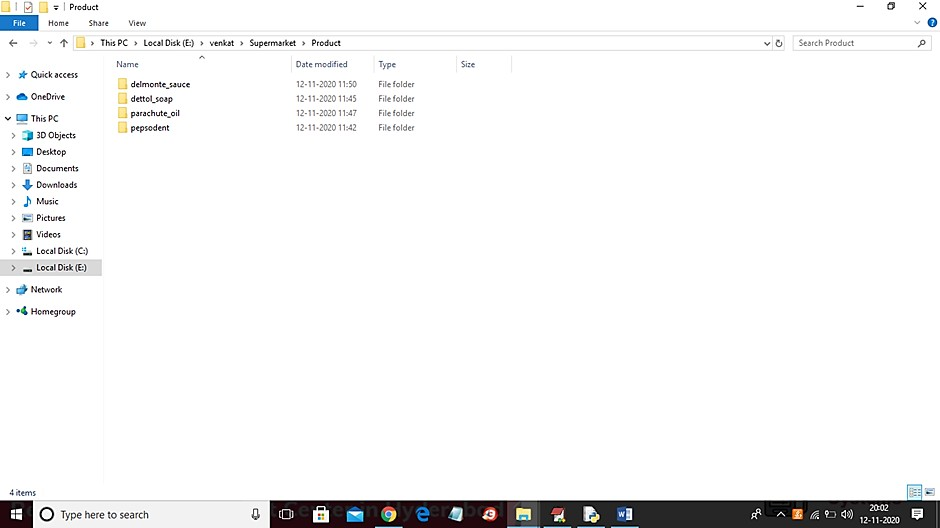 Product
File Home Share View
This PC Local Disk (E:) venkat Supermarket Product Search Product
Name Date modified Type Size
delmonte_sauce 12-11-2020 11:50 File folder
dettol_soap 12-11-2020 11:45 File folder
parachute_oil 12-11-2020 11:47 File folder
pepsodent 12-11-2020 11:42 File folder
Quick access
OneDrive
This PC
3D Objects
Desktop
Documents
Downloads
Music
Pictures
Videos
Local Disk (C:)
Local Disk (E:)
Network
Homegroup
4 items
Type here to search
20:02
12-11-2020